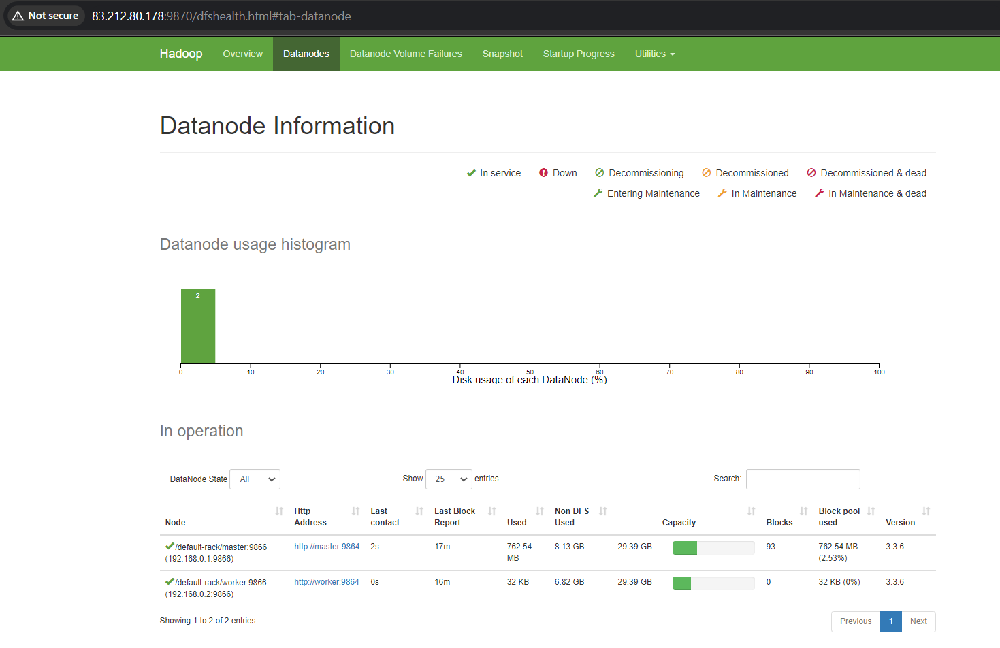 Not secure 83.212.80.178:9870/dfshealth.html#tab-datanode
Hadoop Overview Datanodes Datanode Volume Failures Snapshot Startup Progress Utilities
Datanode Information
In service Down Decommissioning Decommissioned Decommissioned & dead
Entering Maintenance In Maintenance In Maintenance & dead
Datanode usage histogram
2
0 10 20 30 40 50 60 70 80 90 100
Disk usage of each DataNode (%)
In operation
DataNode State All Show 25 entries Search:
Node Http Address Last contact Last Block Report Used Non DFS Used Capacity Blocks Block pool used Version
/default-rack/master:9866 http://master:9864 2s 17m 762.54 8.13 GB 29.39 GB 93 762.54 MB 3.3.6
(192.168.0.1:9866) MB (2.53%)
/default-rack/worker:9866 http://worker:9864 0s 16m 32 KB 6.82 GB 29.39 GB 0 32 KB (0%) 3.3.6
(192.168.0.2:9866)
Showing 1 to 2 of 2 entries Previous 1 Next